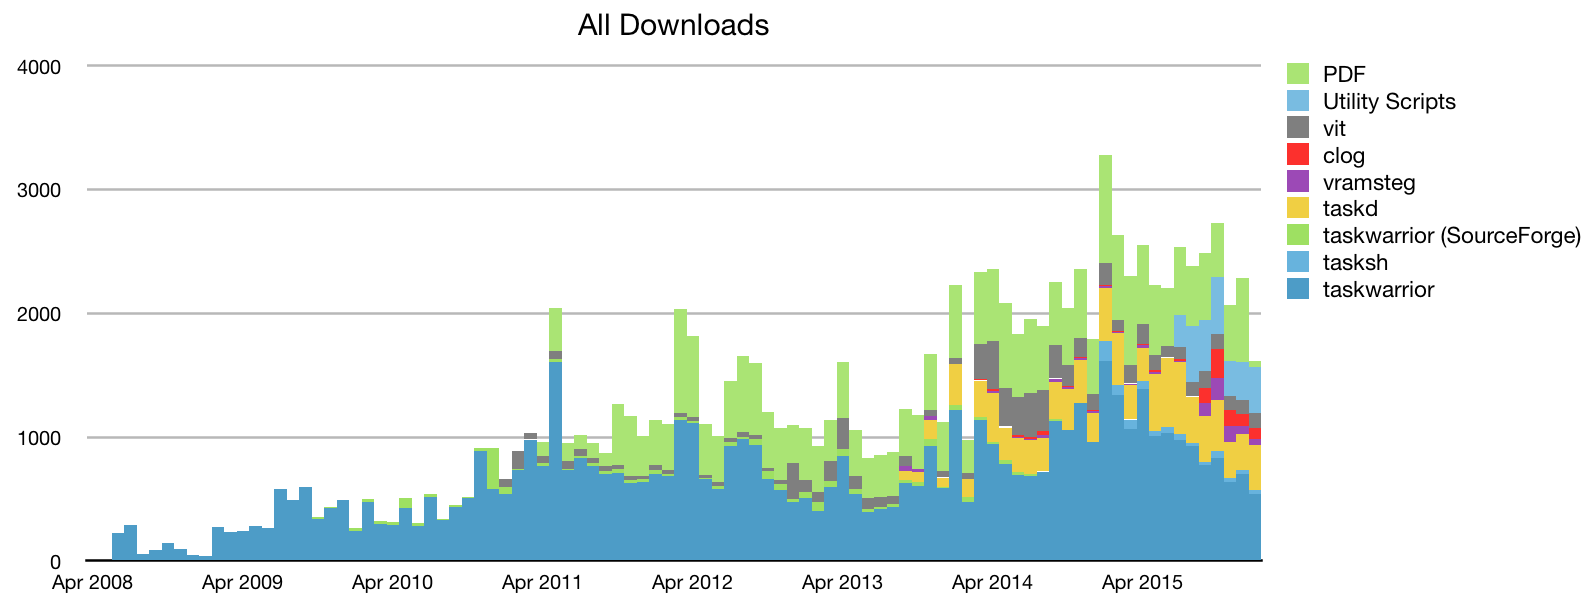 All Downloads
4000
3000
2000
1000
0
Apr 2008 Apr 2009 Apr 2010 Apr 2011 Apr 2012 Apr 2013 Apr 2014 Apr 2015
PDF
Utility Scripts
vit
clog
vramsteg
taskd
taskwarrior (SourceForge)
tasksh
taskwarrior